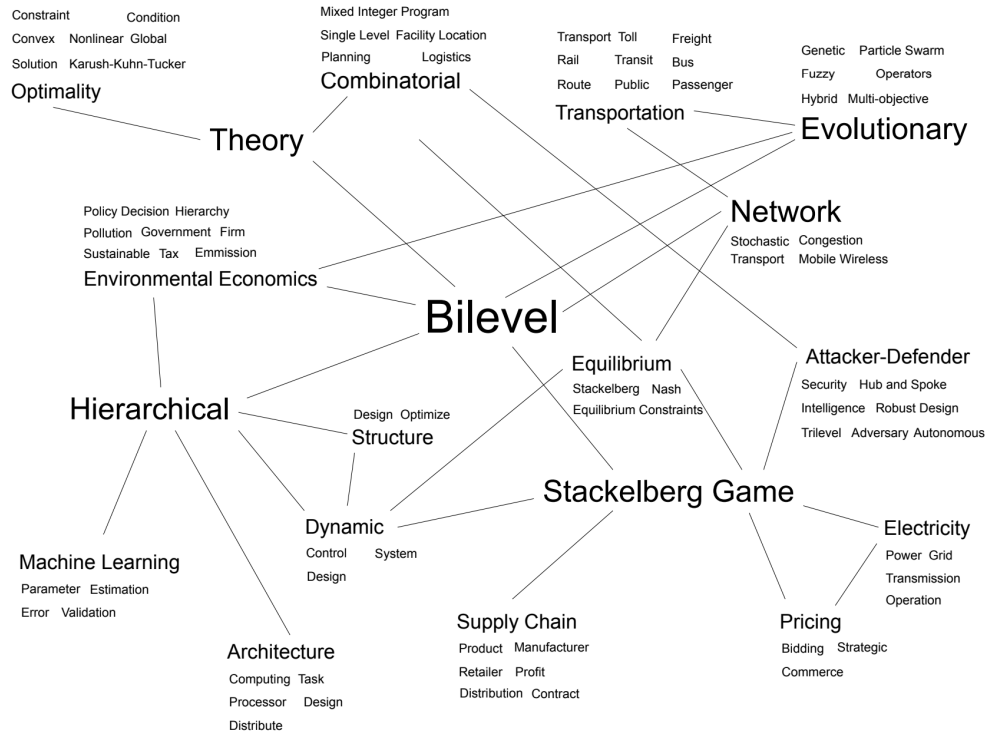 Constraint Condition
Convex Nonlinear Global
Solution Karush-Kuhn-Tucker
Optimality
Mixed Integer Program
Single Level Facility Location
Planning Logistics
Combinatorial
Transport Toll Freight
Rail Transit Bus
Route Public Passenger
Transportation
Genetic Particle Swarm
Fuzzy Operators
Hybrid Multi-objective
Evolutionary
Theory
Network
Stochastic Congestion
Transport Mobile Wireless
Policy Decision Hierarchy
Pollution Government Firm
Sustainable Tax Emmission
Environmental Economics
Bilevel
Equilibrium
Stackelberg Nash
Equilibrium Constraints
Attacker-Defender
Security Hub and Spoke
Intelligence Robust Design
Trilevel Adversary Autonomous
Hierarchical
Design Optimize
Structure
Stackelberg Game
Dynamic
Control System
Design
Electricity
Power Grid
Transmission
Operation
Machine Learning
Parameter Estimation
Error Validation
Architecture
Computing Task
Processor Design
Distribute
Supply Chain
Product Manufacturer
Retailer Profit
Distribution Contract
Pricing
Bidding Strategic
Commerce